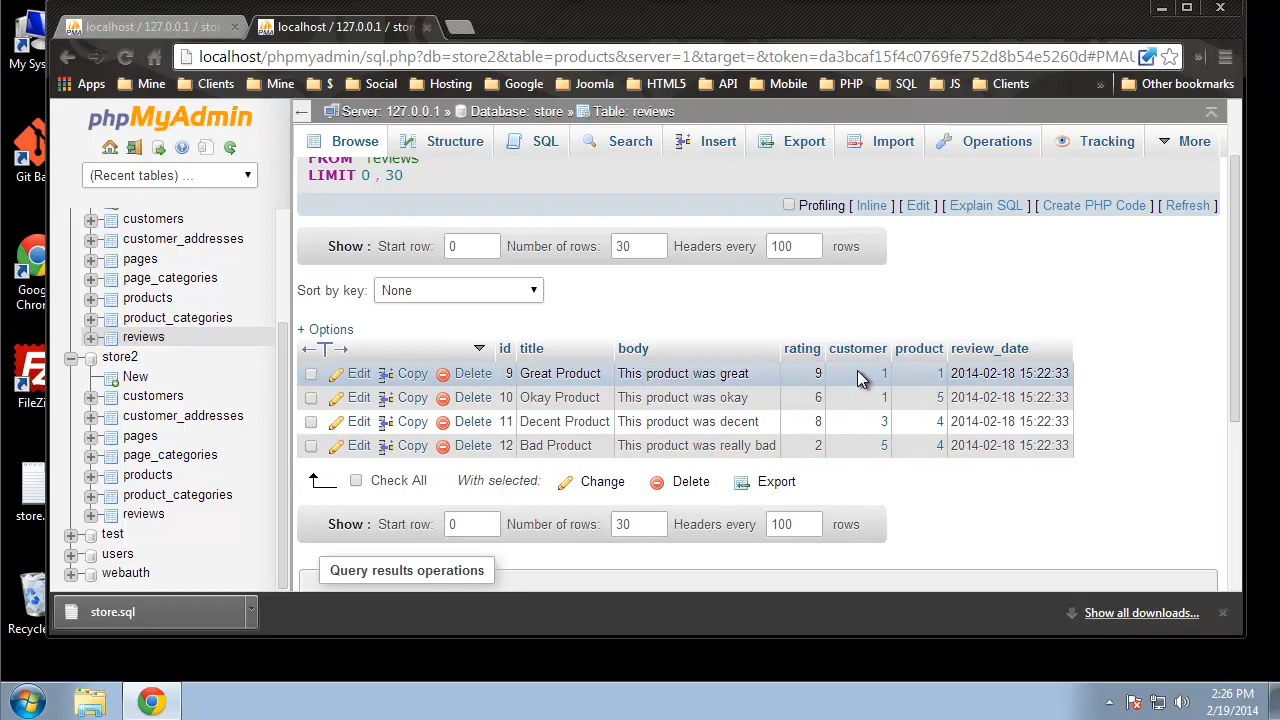 My Sys
Git Ba
Goog
Chron
FileZi
store.
Recycle
localhost / 127.0.0.1 / sto
localhost / 127.0.0.1 / stor
localhost/phpmyadmin/sql.php?db=store2&table=products&server=1&target=&token=da3bcaf15f4c0769fe752d8b54e5260d#PMAU
Apps Mine Clients Mine $ Social Hosting Google Joomla HTML5 API Mobile PHP SQL JS Clients » Other bookmarks
phpMyAdmin
(Recent tables) ...
customers
customer_addresses
pages
page_categories
products
product_categories
reviews
store2
New
customers
customer_addresses
pages
page_categories
products
product_categories
reviews
test
users
webauth
Server: 127.0.0.1 » Database: store » Table: reviews
Browse Structure SQL Search Insert Export Import Operations Tracking More
FROM `reviews`
LIMIT 0 , 30
Profiling [ Inline ] [ Edit ] [ Explain SQL ] [ Create PHP Code ] [ Refresh ]
Show : Start row: 0 Number of rows: 30 Headers every 100 rows
Sort by key: None
+ Options
id title body rating customer product review_date
Edit Copy Delete 9 Great Product This product was great 9 1 1 2014-02-18 15:22:33
Edit Copy Delete 10 Okay Product This product was okay 6 1 5 2014-02-18 15:22:33
Edit Copy Delete 11 Decent Product This product was decent 8 3 4 2014-02-18 15:22:33
Edit Copy Delete 12 Bad Product This product was really bad 5 4 2014-02-18 15:22:33
Check All With selected: Change Delete Export
Show : Start row: 0 Number of rows: 30 Headers every 100 rows
Query results operations
store.sql
Show all downloads...
2:26 PM
2/19/2014